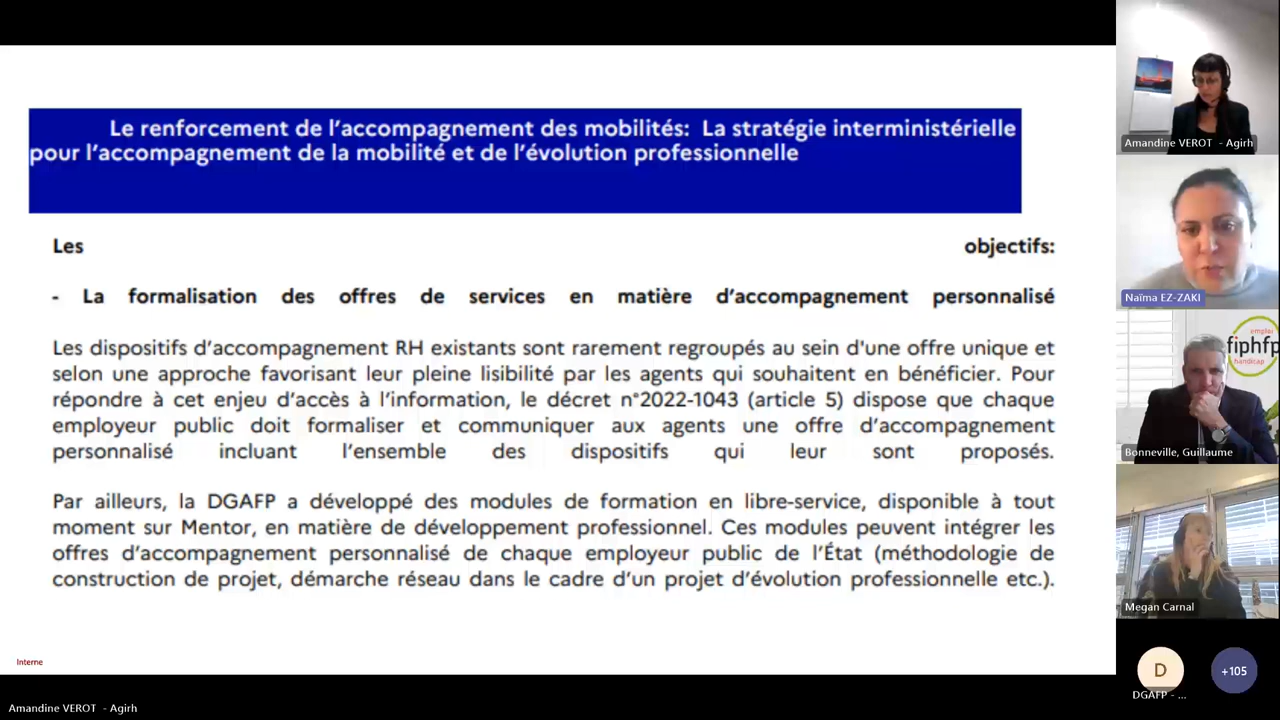 Le renforcement de l’accompagnement des mobilités: La stratégie interministérielle
pour l’accompagnement de la mobilité et de l’évolution professionnelle
Les objectifs:
- La formalisation des offres de services en matière d’accompagnement personnalisé
Les dispositifs d’accompagnement RH existants sont rarement regroupés au sein d'une offre unique et
selon une approche favorisant leur pleine lisibilité par les agents qui souhaitent en bénéficier. Pour
répondre à cet enjeu d’accès à l’information, le décret n°2022-1043 (article 5) dispose que chaque
employeur public doit formaliser et communiquer aux agents une offre d’accompagnement
personnalisé incluant l’ensemble des dispositifs qui leur sont proposés.
Par ailleurs, la DGAFP a développé des modules de formation en libre-service, disponible à tout
moment sur Mentor, en matière de développement professionnel. Ces modules peuvent intégrer les
offres d’accompagnement personnalisé de chaque employeur public de l’État (méthodologie de
construction de projet, démarche réseau dans le cadre d’un projet d’évolution professionnelle etc.).
Interne
Amandine VEROT - Agirh
Amandine VEROT - Agirh
Naïma EZ-ZAKI
emploi
fiphfp
handicap
Bonneville, Guillaume
Megan Carnal
D
DGAFP - ...
+105